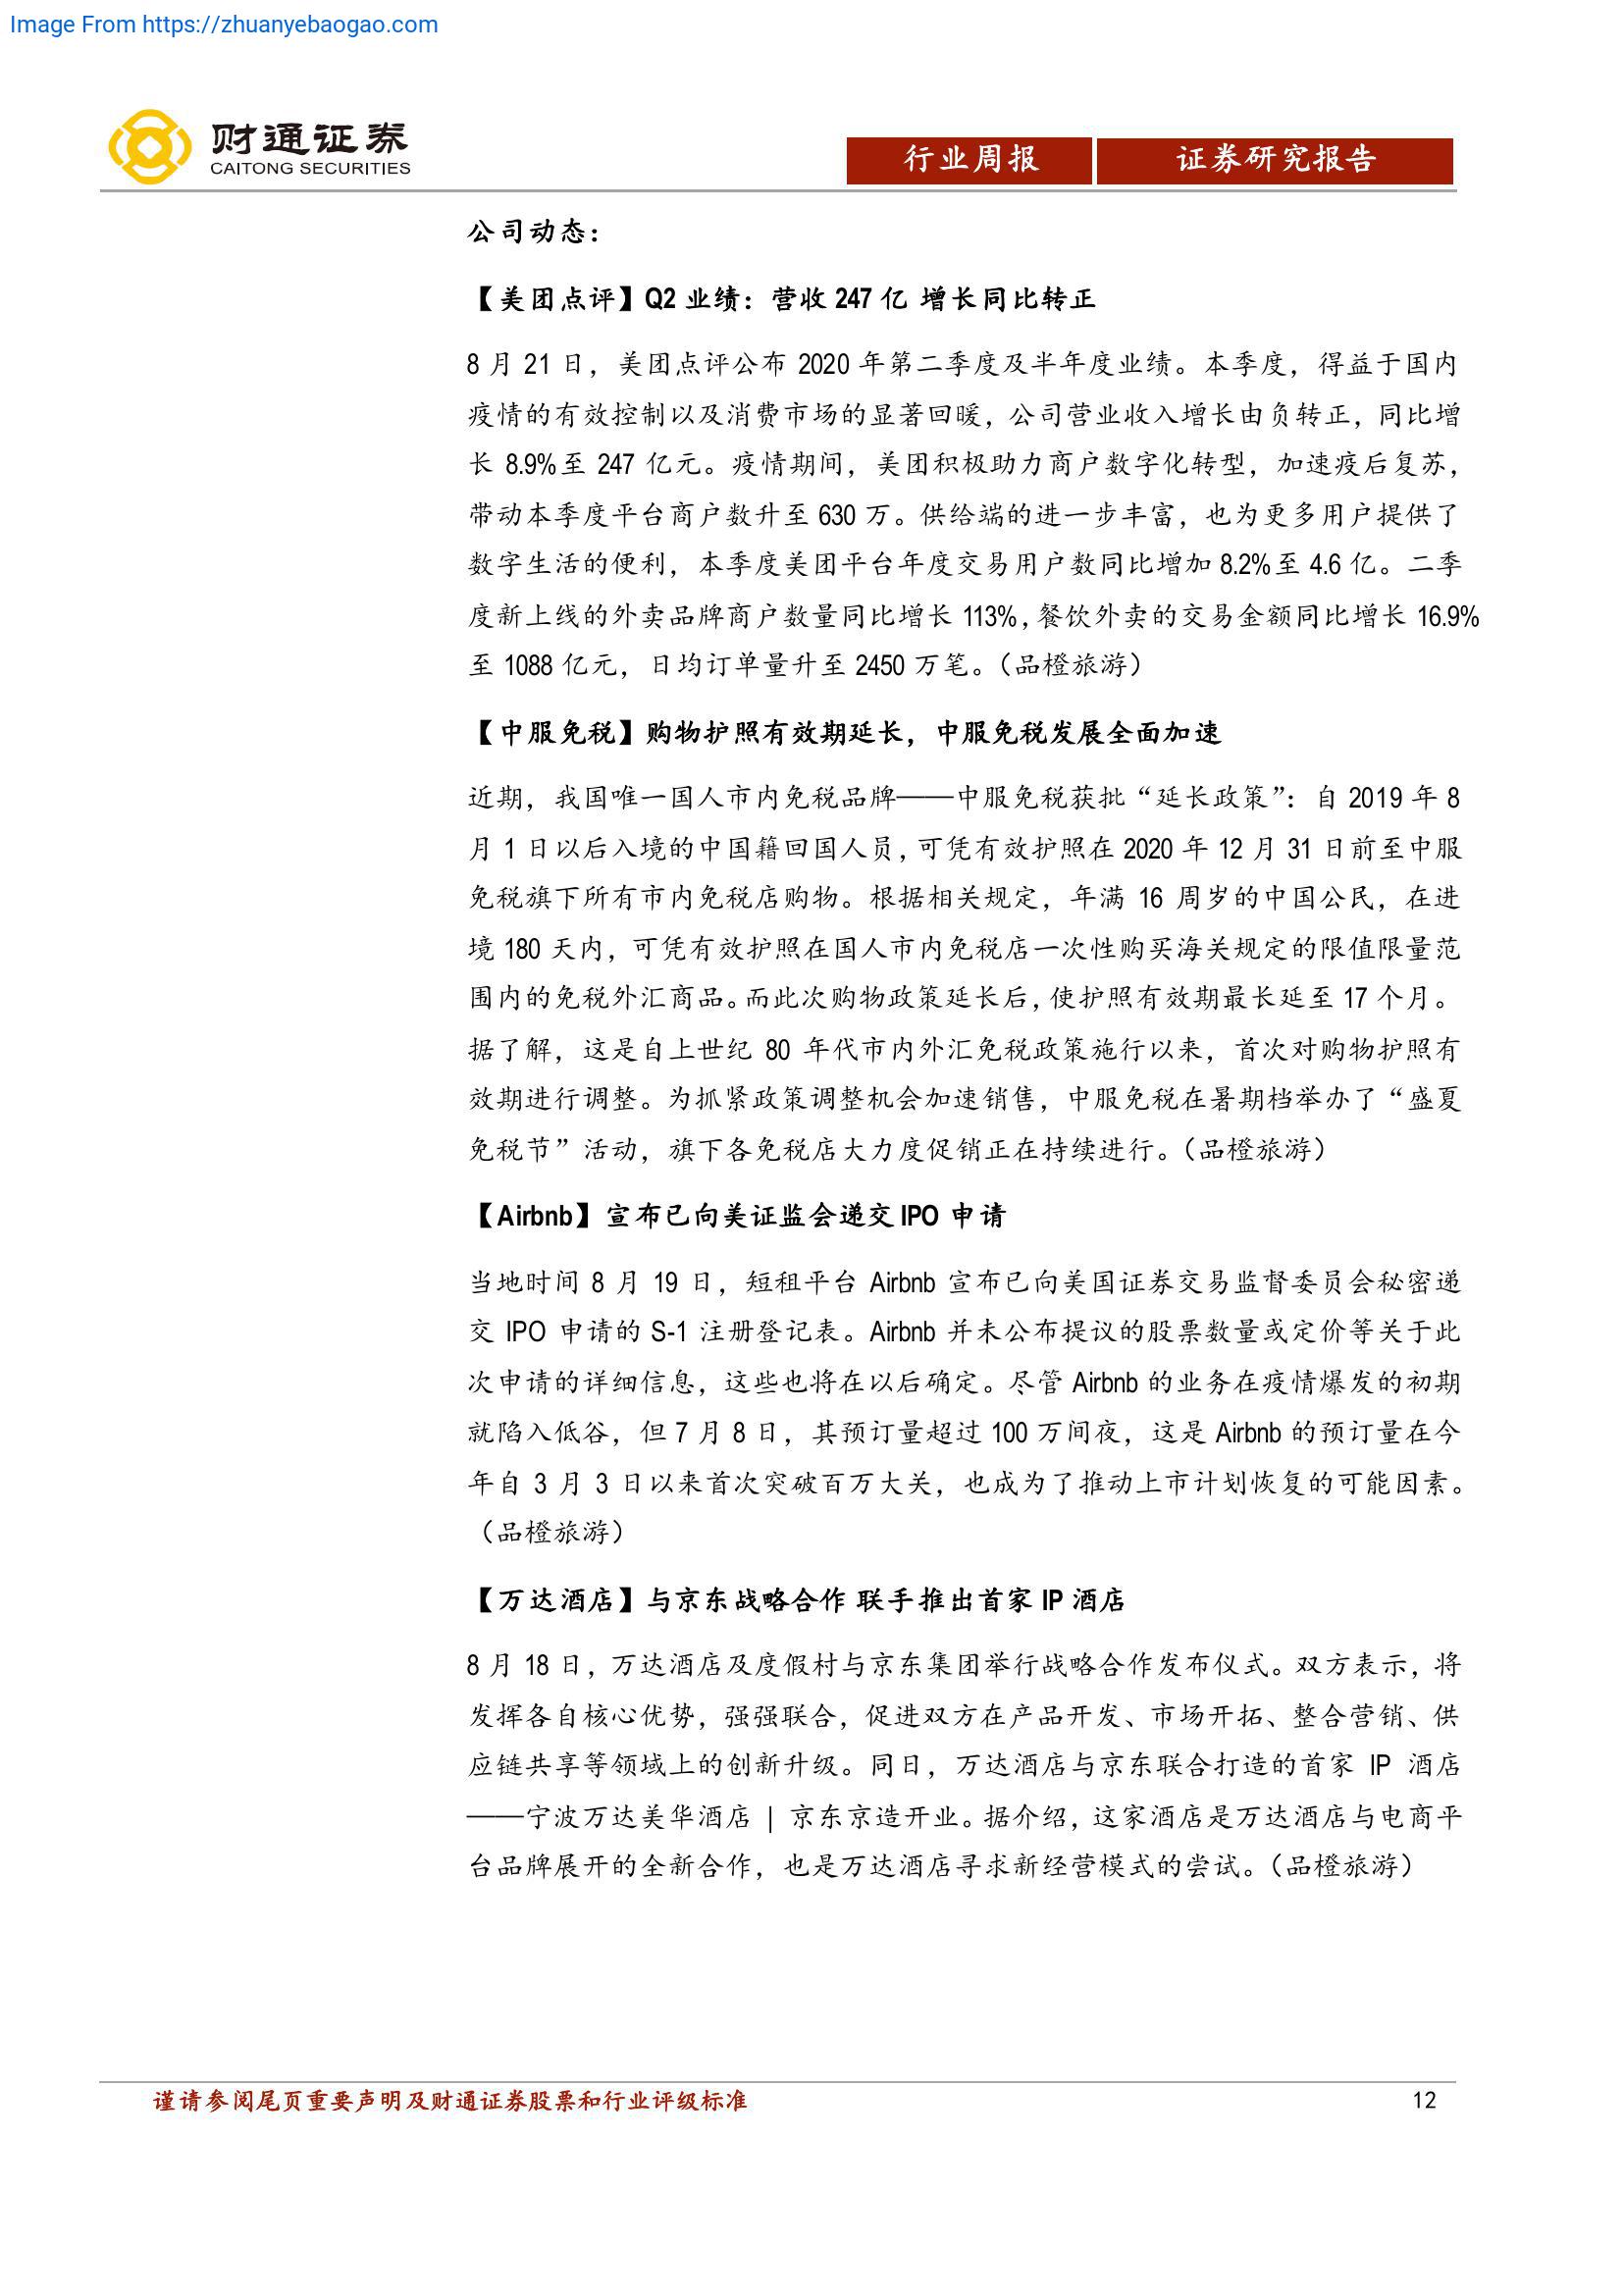 Image From https://zhuanyebaogao.com
财通证券
CAITONG SECURITIES
行业周报
证券研究报告
公司动态：
【美团点评】Q2 业绩：营收 247 亿 增长同比转正
8 月 21 日，美团点评公布 2020 年第二季度及半年度业绩。本季度，得益于国内
疫情的有效控制以及消费市场的显著回暖，公司营业收入增长由负转正，同比增
长 8.9%至 247 亿元。疫情期间，美团积极助力商户数字化转型，加速疫后复苏，
带动本季度平台商户数升至 630 万。供给端的进一步丰富，也为更多用户提供了
数字生活的便利，本季度美团平台年度交易用户数同比增加 8.2%至 4.6 亿。二季
度新上线的外卖品牌商户数量同比增长 113%，餐饮外卖的交易金额同比增长 16.9%
至 1088 亿元，日均订单量升至 2450 万笔。（品橙旅游）
【中服免税】购物护照有效期延长，中服免税发展全面加速
近期，我国唯一国人市内免税品牌——中服免税获批“延长政策”：自 2019 年 8
月 1 日以后入境的中国籍回国人员，可凭有效护照在 2020 年 12 月 31 日前至中服
免税旗下所有市内免税店购物。根据相关规定，年满 16 周岁的中国公民，在进
境 180 天内，可凭有效护照在国人市内免税店一次性购买海关规定的限值限量范
围内的免税外汇商品。而此次购物政策延长后，使护照有效期最长延至 17 个月。
据了解，这是自上世纪 80 年代市内外汇免税政策施行以来，首次对购物护照有
效期进行调整。为抓紧政策调整机会加速销售，中服免税在暑期档举办了“盛夏
免税节”活动，旗下各免税店大力度促销正在持续进行。（品橙旅游）
【Airbnb】宣布已向美证监会递交 IPO 申请
当地时间 8 月 19 日，短租平台 Airbnb 宣布已向美国证券交易监督委员会秘密递
交 IPO 申请的 S-1 注册登记表。Airbnb 并未公布提议的股票数量或定价等关于此
次申请的详细信息，这些也将在以后确定。尽管 Airbnb 的业务在疫情爆发的初期
就陷入低谷，但 7 月 8 日，其预订量超过 100 万间夜，这是 Airbnb 的预订量在今
年自 3 月 3 日以来首次突破百万大关，也成为了推动上市计划恢复的可能因素。
（品橙旅游）
【万达酒店】与京东战略合作 联手推出首家 IP 酒店
8 月 18 日，万达酒店及度假村与京东集团举行战略合作发布仪式。双方表示，将
发挥各自核心优势，强强联合，促进双方在产品开发、市场开拓、整合营销、供
应链共享等领域上的创新升级。同日，万达酒店与京东联合打造的首家 IP 酒店
——宁波万达美华酒店 | 京东京造开业。据介绍，这家酒店是万达酒店与电商平
台品牌展开的全新合作，也是万达酒店寻求新经营模式的尝试。（品橙旅游）
谨请参阅尾页重要声明及财通证券股票和行业评级标准
12